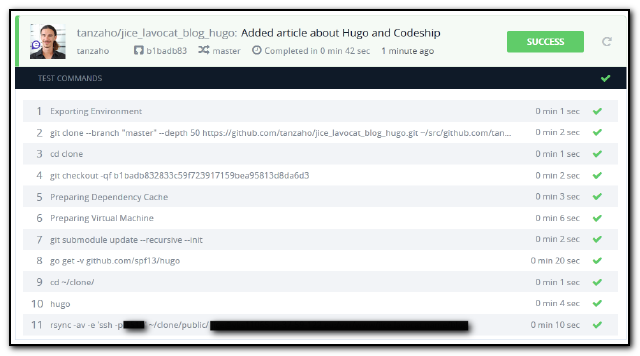 tanzaho/jice_lavocat_blog_hugo: Added article about Hugo and Codeship
tanzaho b1badb83 master Completed in 0 min 42 sec 1 minute ago
SUCCESS
TEST COMMANDS
1 Exporting Environment 0 min 1 sec
2 git clone --branch "master" --depth 50 https://github.com/tanzaho/jice_lavocat_blog_hugo.git ~/src/github.com/tan... 0 min 2 sec
3 cd clone 0 min 1 sec
4 git checkout -qf b1badb832833c59f723917159bea95813d8da6d3 0 min 2 sec
5 Preparing Dependency Cache 0 min 3 sec
6 Preparing Virtual Machine 0 min 6 sec
7 git submodule update --recursive --init 0 min 2 sec
8 go get -v github.com/spf13/hugo 0 min 20 sec
9 cd ~/clone/ 0 min 1 sec
10 hugo 0 min 4 sec
11 rsync -av -e 'ssh -p ~/clone/public/ 0 min 10 sec